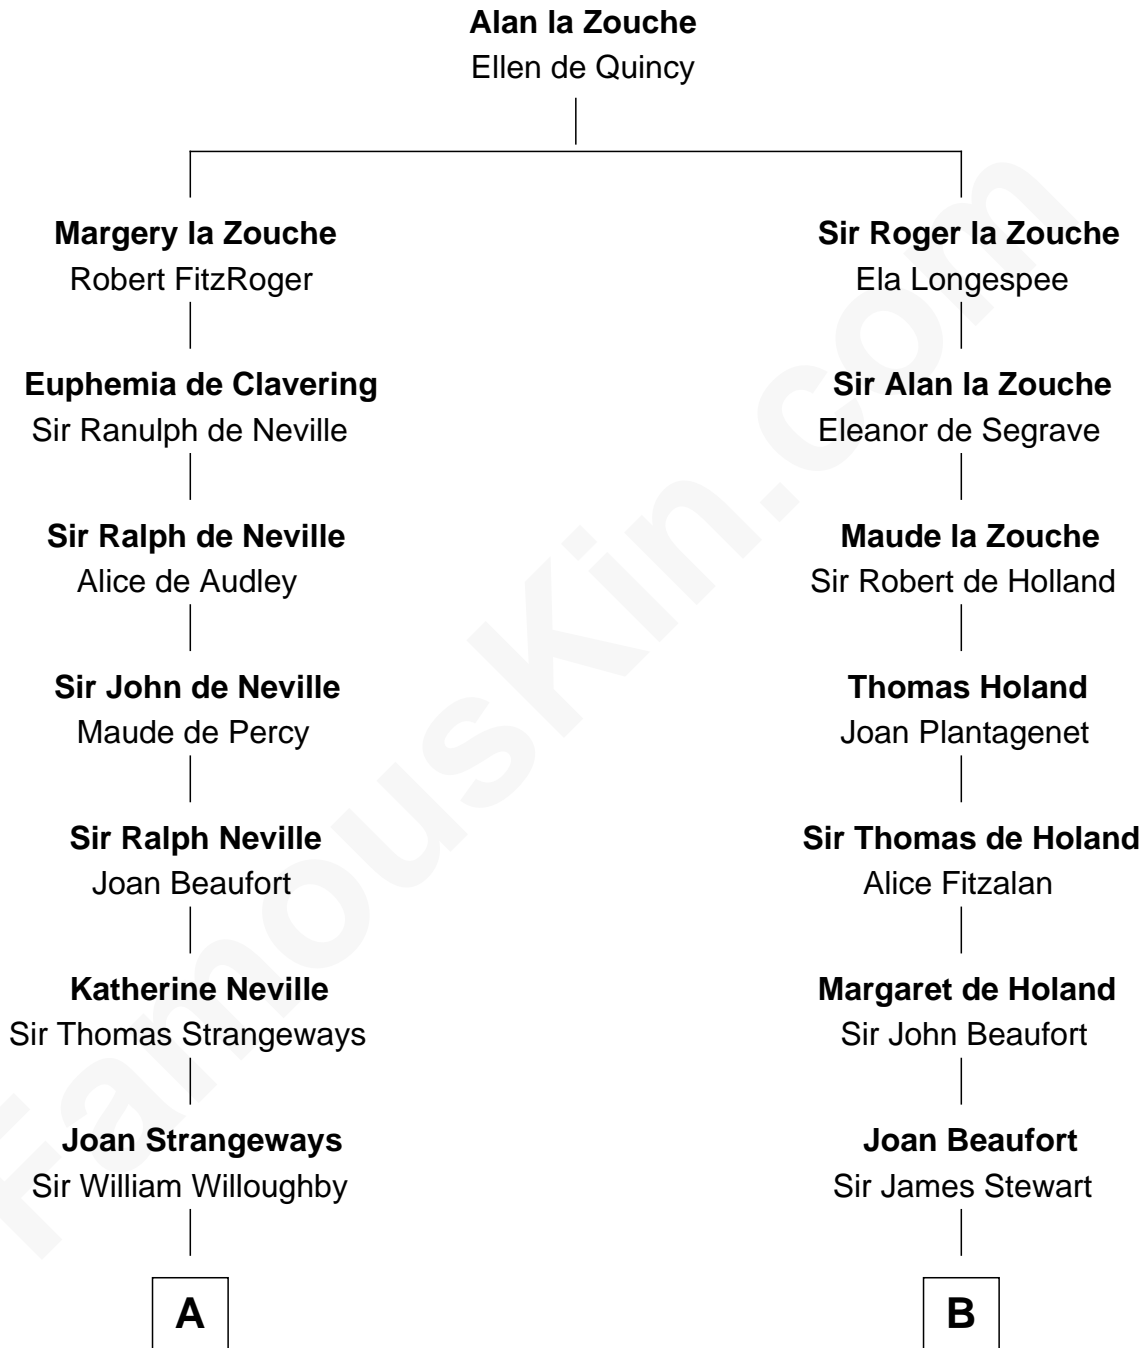 Alan la Zouche
Ellen de Quincy
Margery la Zouche
Robert FitzRoger
Sir Roger la Zouche
Ela Longespee
Euphemia de Clavering
Sir Ranulph de Neville
Sir Alan la Zouche
Eleanor de Segrave
Sir Ralph de Neville
Alice de Audley
Maude la Zouche
Sir Robert de Holland
Sir John de Neville
Maude de Percy
Thomas Holand
Joan Plantagenet
Sir Ralph Neville
Joan Beaufort
Sir Thomas de Holand
Alice Fitzalan
Katherine Neville
Sir Thomas Strangeways
Margaret de Holand
Sir John Beaufort
Joan Strangeways
Sir William Willoughby
Joan Beaufort
Sir James Stewart
A
B
FamousKin.com